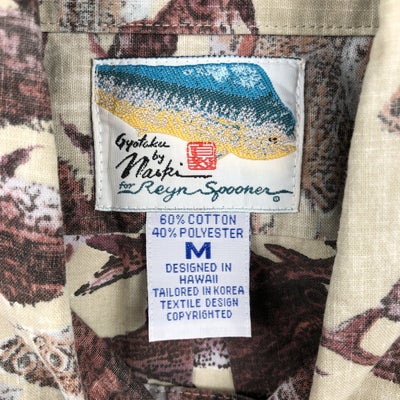 Gyotaku
by
Naoki
for Reyn Spooner®
60% COTTON
40% POLYESTER
M
DESIGNED IN
HAWAII
TAILORED IN KOREA
TEXTILE DESIGN
COPYRIGHTED